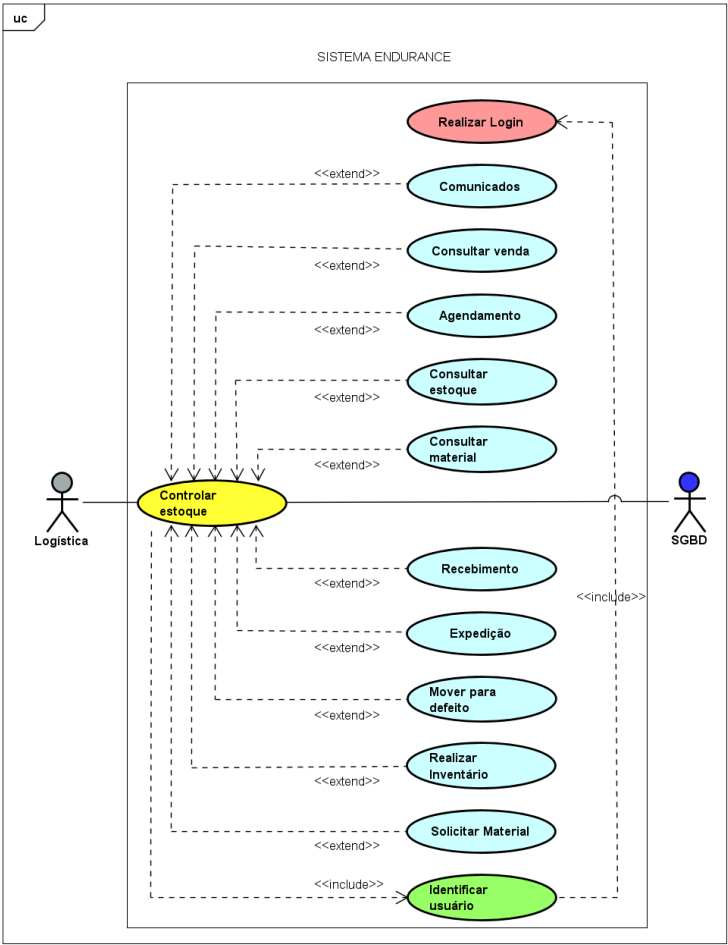 uc
SISTEMA ENDURANCE
Realizar Login
<<extend>>
Comunicados
Consultar venda
<<extend>>
Agendamento
<<extend>>
Consultar
estoque
<<extend>>
Consultar
material
<<extend>>
Controlar
estoque
Logística
SGBD
Recebimento
<<extend>>
<<include>>
Expedição
<<extend>>
Mover para
defeito
<<extend>>
Realizar
Inventário
<<extend>>
Solicitar Material
<<extend>>
<<include>>
Identificar
usuário